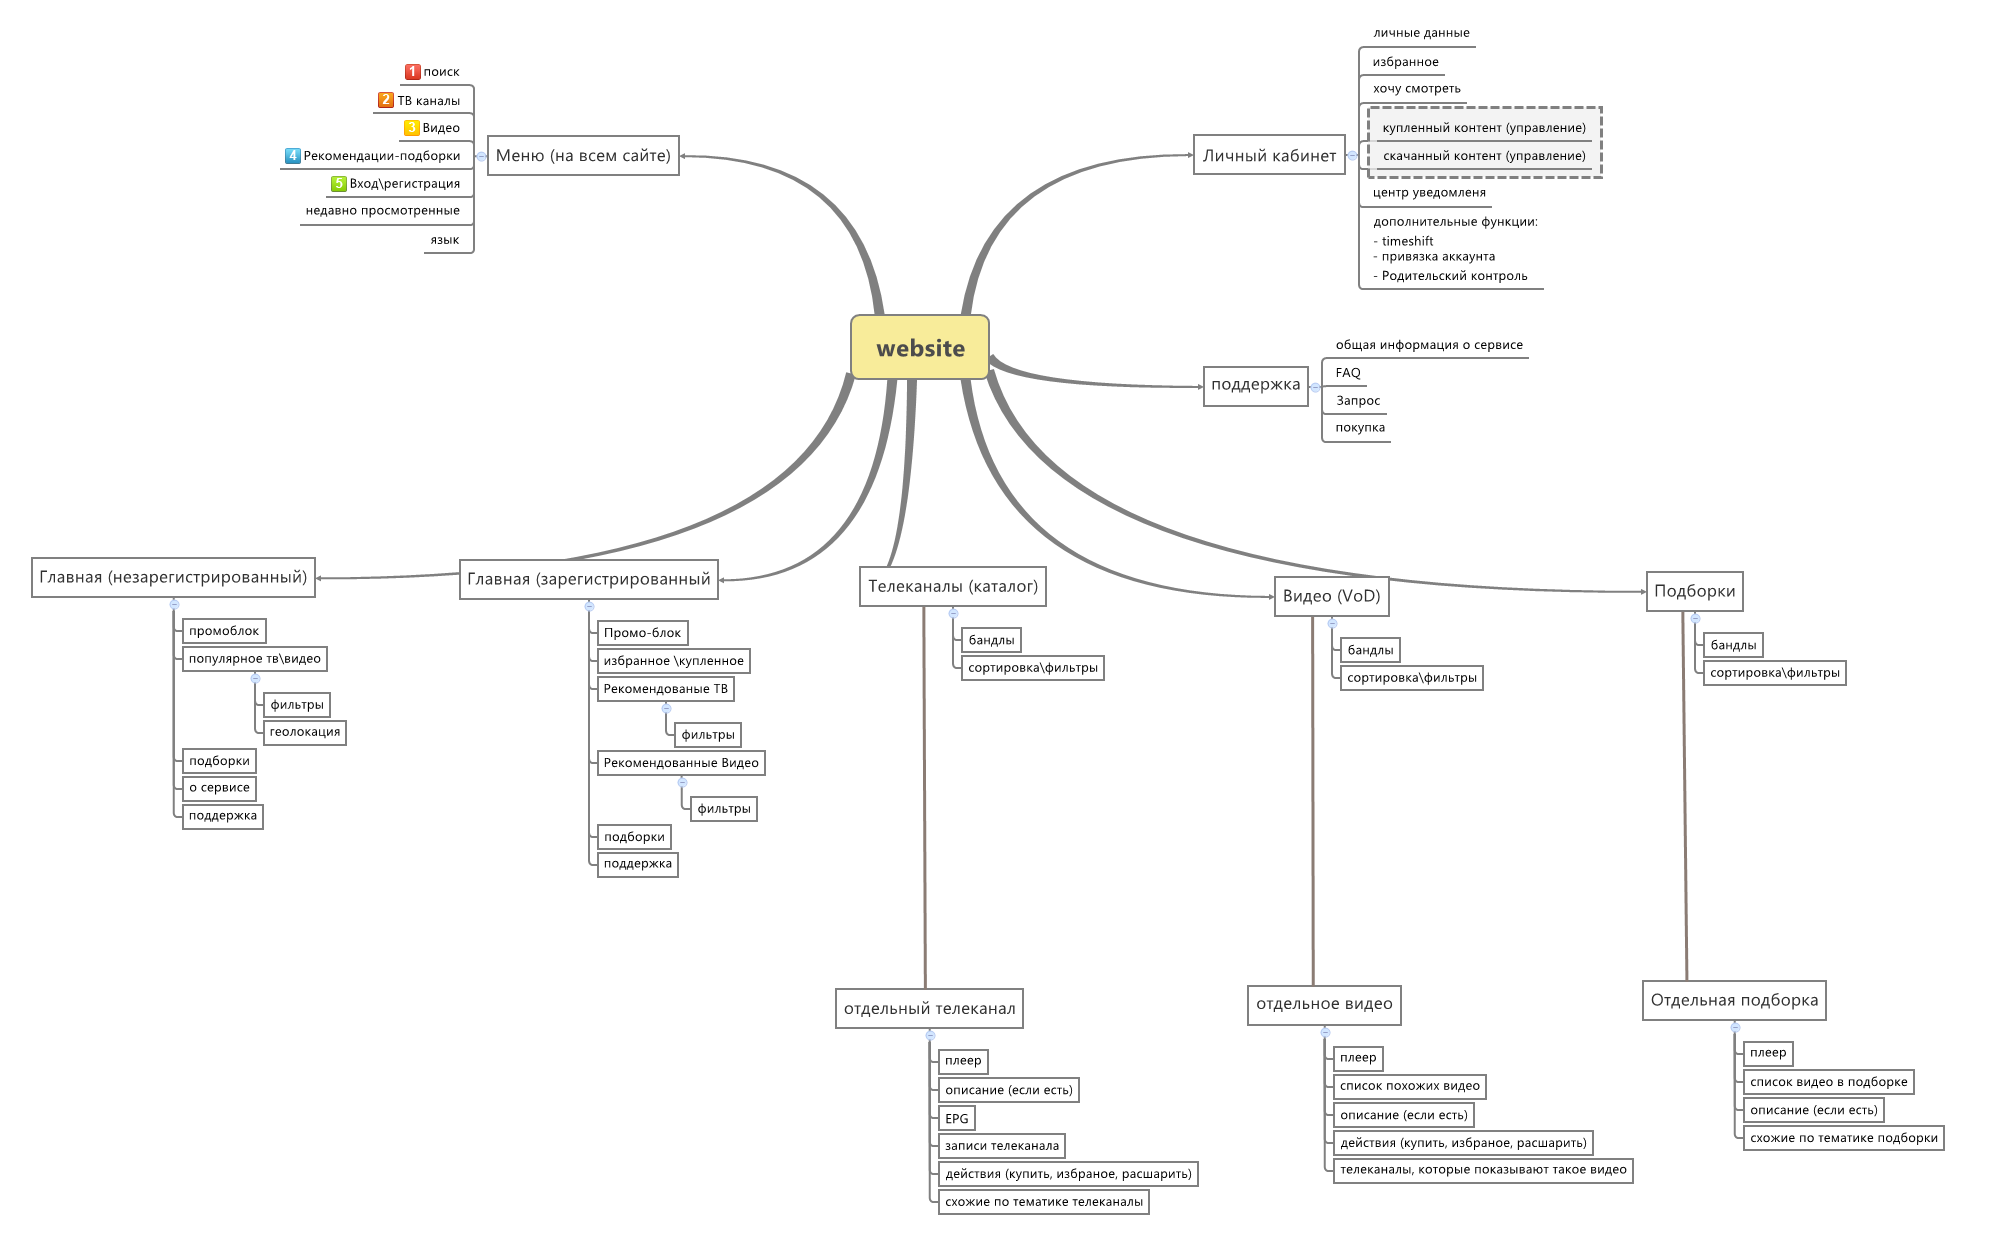 website
Меню (на всем сайте)
1 поиск
2 ТВ каналы
3 Видео
4 Рекомендации-подборки
5 Вход\регистрация
недавно просмотренные
язык
Личный кабинет
личные данные
избранное
хочу смотреть
купленный контент (управление)
скачанный контент (управление)
центр уведомленя
дополнительные функции:
- timeshift
- привязка аккаунта
- Родительский контроль
поддержка
общая информация о сервисе
FAQ
Запрос
покупка
Главная (незарегистрированный)
промоблок
популярное тв\видео
фильтры
геолокация
подборки
о сервисе
поддержка
Главная (зарегистрированный
Промо-блок
избранное \купленное
Рекомендованые ТВ
фильтры
Рекомендованные Видео
фильтры
подборки
поддержка
Телеканалы (каталог)
бандлы
сортировка\фильтры
Видео (VoD)
бандлы
сортировка\фильтры
Подборки
бандлы
сортировка\фильтры
отдельный телеканал
плеер
описание (если есть)
EPG
записи телеканала
действия (купить, избраное, расшарить)
схожие по тематике телеканалы
отдельное видео
плеер
список похожих видео
описание (если есть)
действия (купить, избраное, расшарить)
телеканалы, которые показывают такое видео
Отдельная подборка
плеер
список видео в подборке
описание (если есть)
схожие по тематике подборки